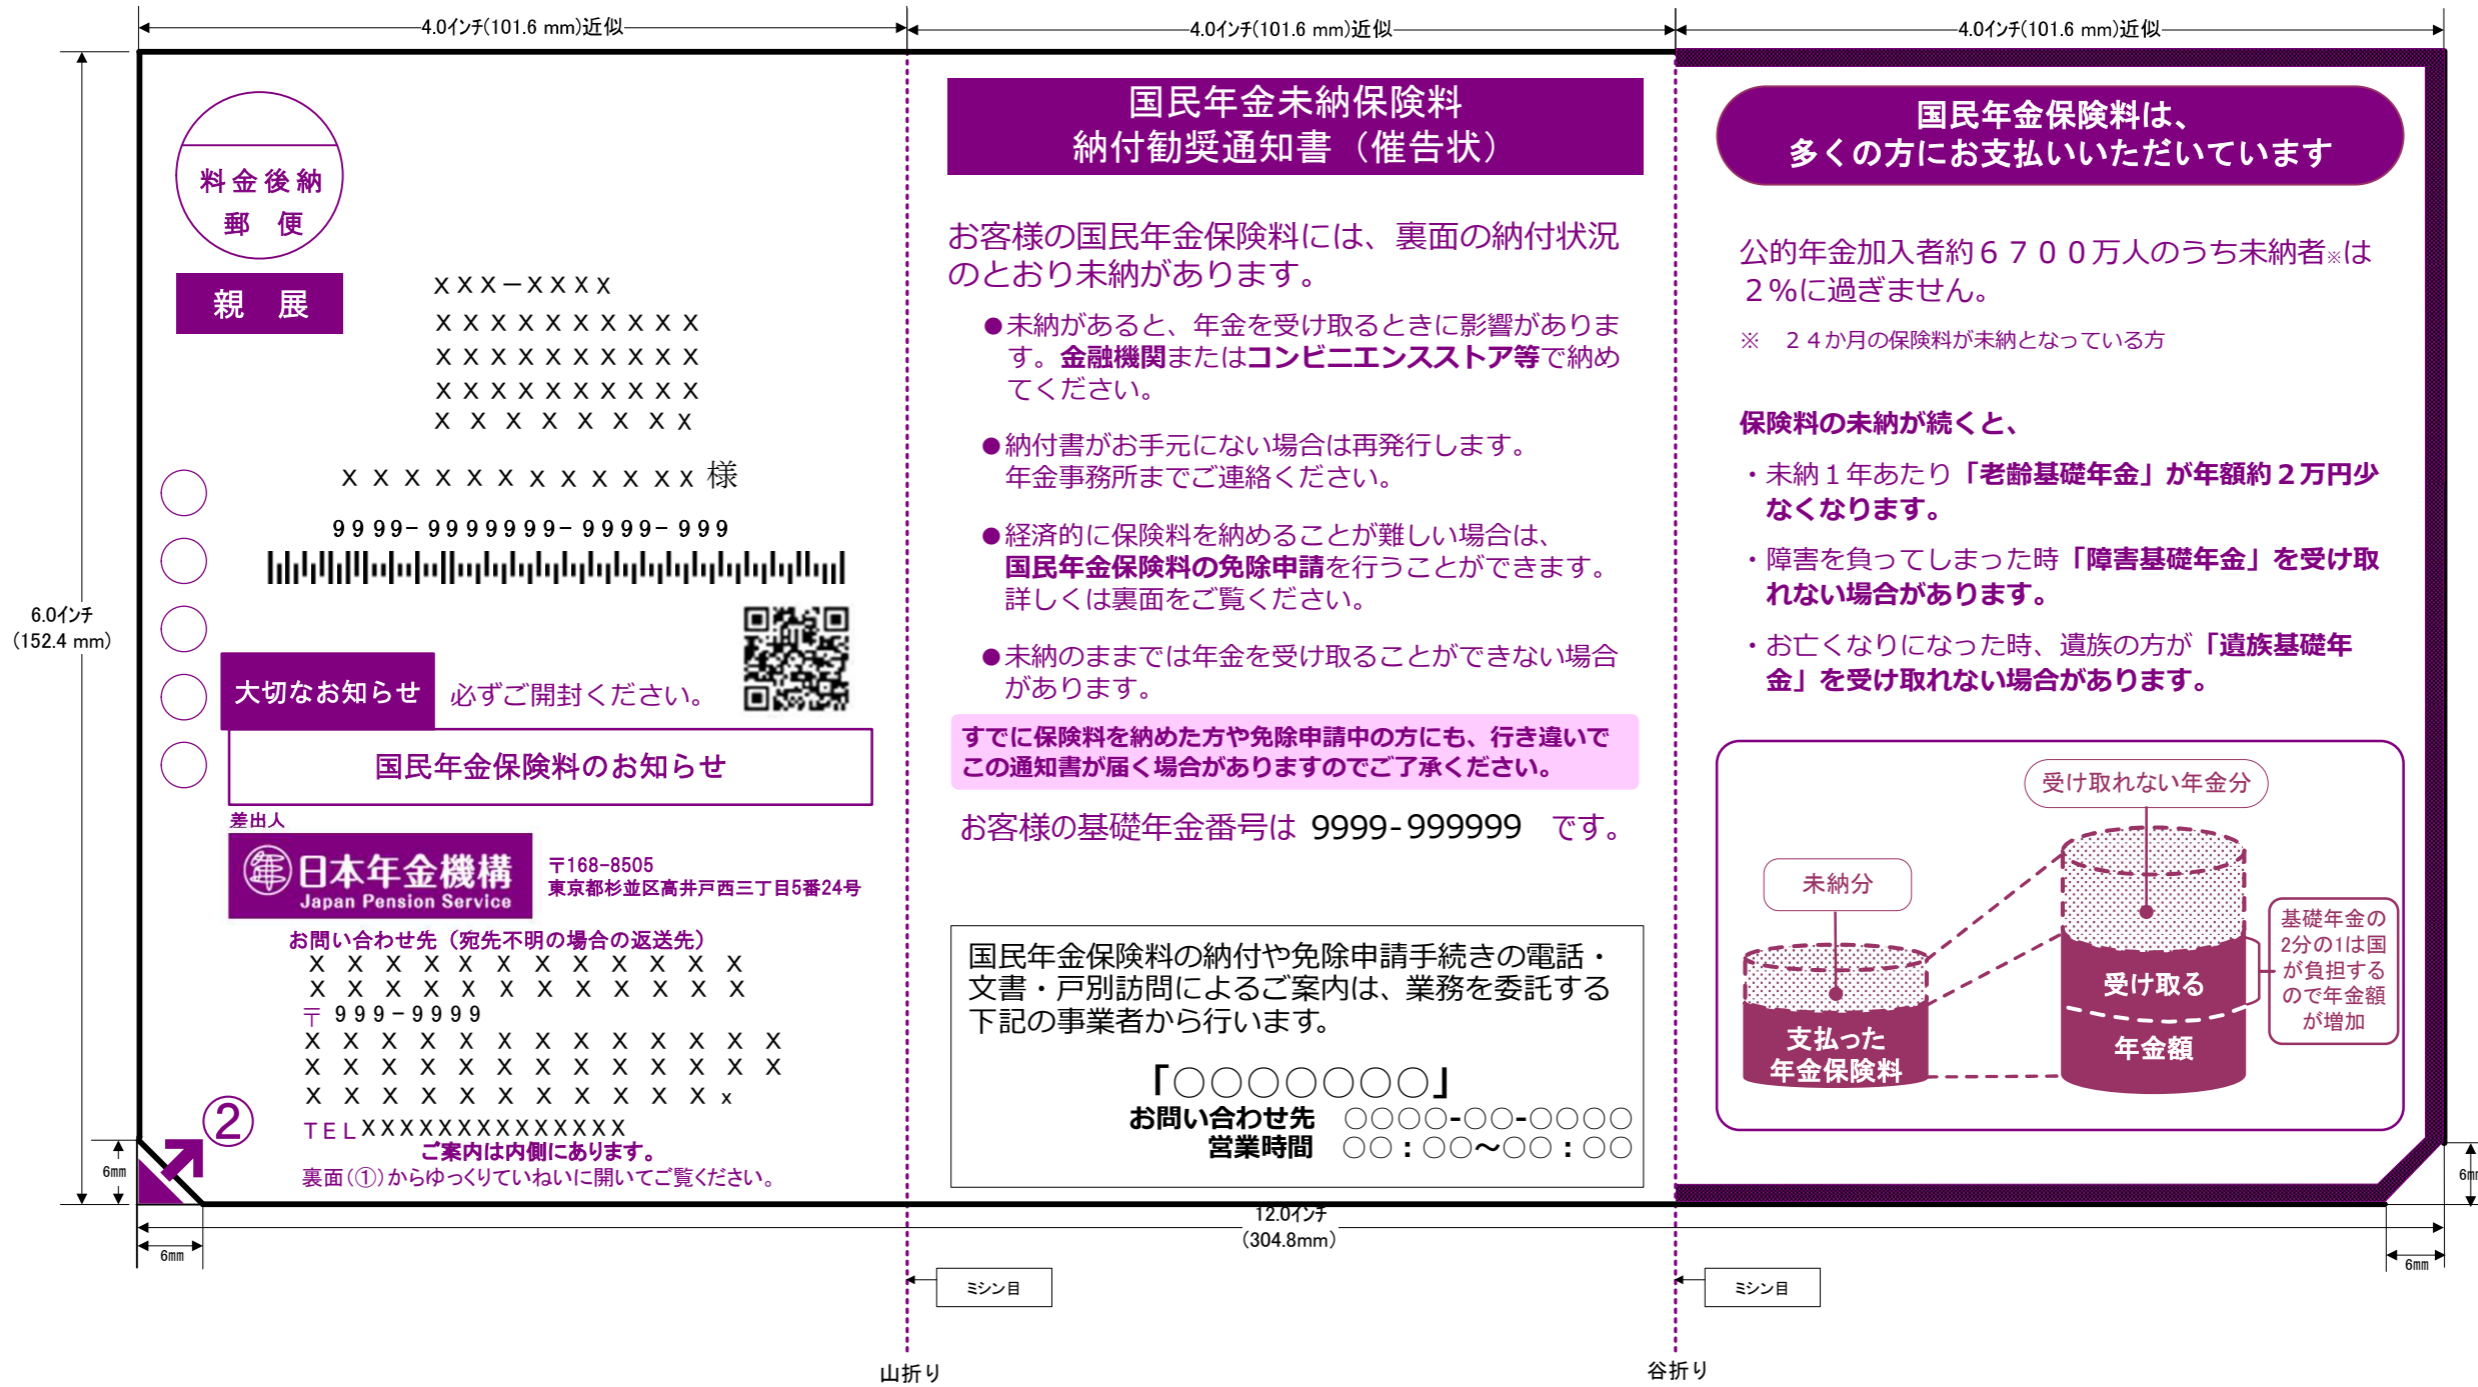 4.0インチ(101.6 mm)近似
4.0インチ(101.6 mm)近似
4.0インチ(101.6 mm)近似
6.0インチ
(152.4 mm)
料金後納
郵 便
親 展
XXX-XXXX
XXXXXXXXXX
XXXXXXXXXX
XXXXXXXXXX
XXXXXXXX
XXXXXXXXXXXX様
9999-9999999-9999-999
大切なお知らせ
必ずご開封ください。
国民年金保険料のお知らせ
差出人
日本年金機構
Japan Pension Service
〒168-8505
東京都杉並区高井戸西三丁目5番24号
お問い合わせ先(宛先不明の場合の返送先)
XXXXXXXXXXXX
XXXXXXXXXXXX
〒999-9999
XXXXXXXXXXXXX
XXXXXXXXXXXXX
XXXXXXXXXXXx
TELXXXXXXXXXXXXXX
②
ご案内は内側にあります。
裏面(①)からゆっくりていねいに開いてご覧ください。
6mm
6mm
国民年金未納保険料
納付勧奨通知書(催告状)
お客様の国民年金保険料には、裏面の納付状況
のとおり未納があります。
●未納があると、年金を受け取るときに影響がありま
す。金融機関またはコンビニエンスストア等で納め
てください。
●納付書がお手元にない場合は再発行します。
年金事務所までご連絡ください。
●経済的に保険料を納めることが難しい場合は、
国民年金保険料の免除申請を行うことができます。
詳しくは裏面をご覧ください。
●未納のままでは年金を受け取ることができない場合
があります。
すでに保険料を納めた方や免除申請中の方にも、行き違いで
この通知書が届く場合がありますのでご了承ください。
お客様の基礎年金番号は 9999-999999 です。
国民年金保険料の納付や免除申請手続きの電話・
文書・戸別訪問によるご案内は、業務を委託する
下記の事業者から行います。
「○○○○○○○」
お問い合わせ先 ○○○○-○○-○○○○
営業時間 ○○:○○~○○:○○
国民年金保険料は、
多くの方にお支払いいただいています
公的年金加入者約6700万人のうち未納者※は
2%に過ぎません。
※ 24か月の保険料が未納となっている方
保険料の未納が続くと、
・未納1年あたり「老齢基礎年金」が年額約2万円少
なくなります。
・障害を負ってしまった時「障害基礎年金」を受け取
れない場合があります。
・お亡くなりになった時、遺族の方が「遺族基礎年
金」を受け取れない場合があります。
受け取れない年金分
未納分
支払った
年金保険料
受け取る
年金額
基礎年金の
2分の1は国
が負担する
ので年金額
が増加
6mm
6mm
12.0インチ
(304.8mm)
ミシン目
ミシン目
山折り
谷折り